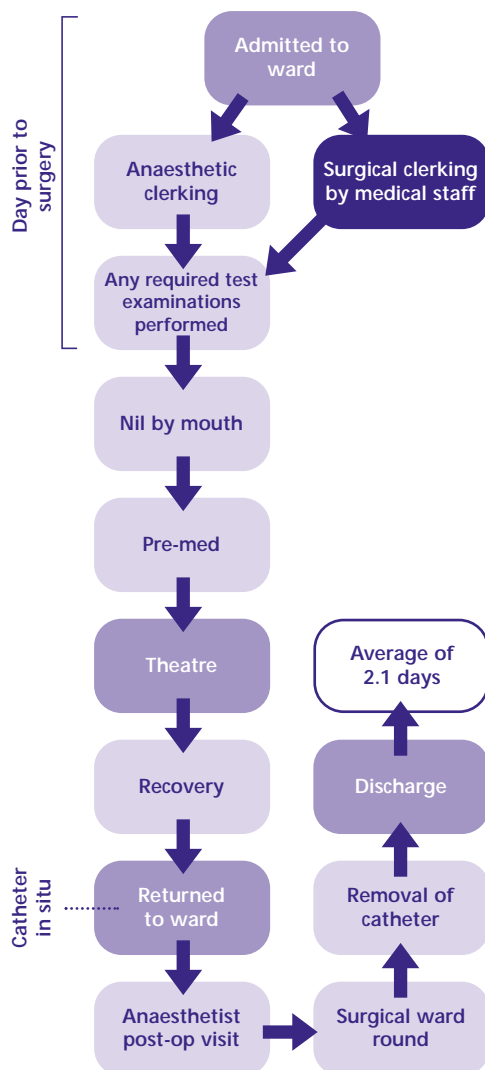 Admitted to
ward
Day prior to
surgery
Anaesthetic
clerking
Surgical clerking
by medical staff
Any required test
examinations
performed
Nil by mouth
Pre-med
Theatre
Recovery
Catheter
in situ
Returned
to ward
Anaesthetist
post-op visit
Surgical ward
round
Removal of
catheter
Discharge
Average of
2.1 days